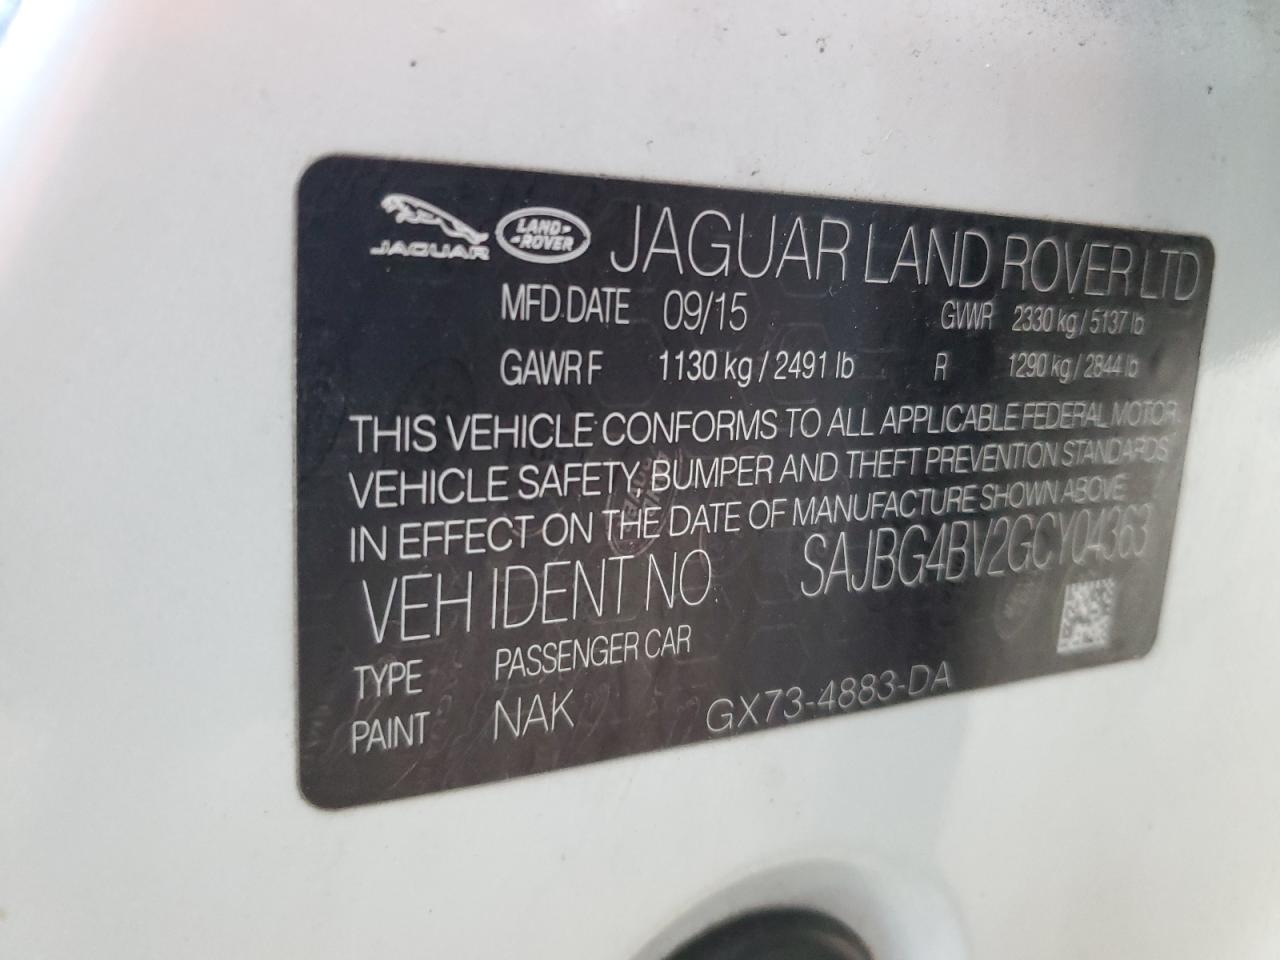 JAGUAR LAND ROVER JAGUAR LAND ROVER LTD
MFD.DATE 09/15 GVWR 2330 kg / 5137 lb
GAWR F 1130 kg / 2491 lb R 1290 kg / 2844 lb
THIS VEHICLE CONFORMS TO ALL APPLICABLE FEDERAL MOTOR
VEHICLE SAFETY, BUMPER AND THEFT PREVENTION STANDARDS
IN EFFECT ON THE DATE OF MANUFACTURE SHOWN ABOVE
VEH IDENT NO SAJBG4BV2GCY04363
TYPE PASSENGER CAR
PAINT NAK GX73-4883-DA